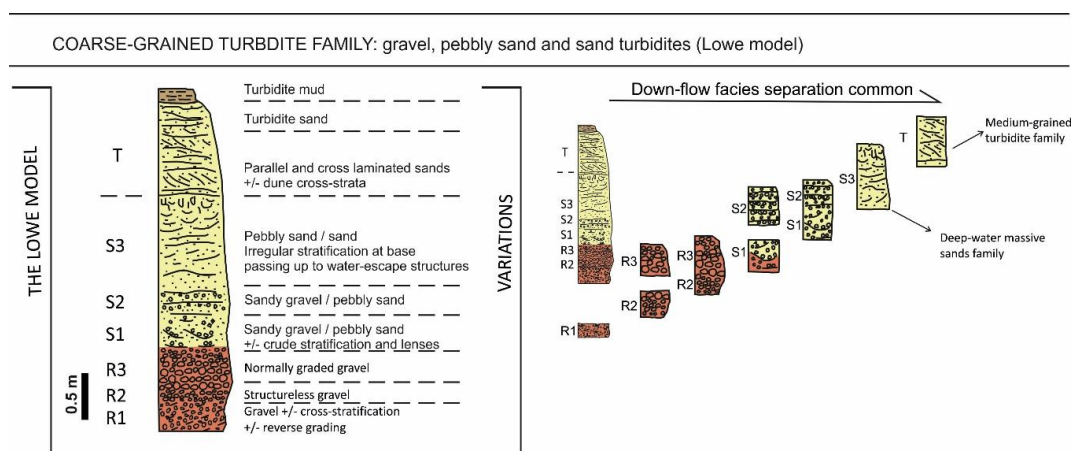 COARSE-GRAINED TURBDITE FAMILY: gravel, pebbly sand and sand turbidites (Lowe model)
THE LOWE MODEL
T
S3
S2
S1
R3
R2
R1
0.5 m
Turbidite mud
Turbidite sand
Parallel and cross laminated sands
+/- dune cross-strata
Pebbly sand / sand
Irregular stratification at base
passing up to water-escape structures
Sandy gravel / pebbly sand
Sandy gravel / pebbly sand
+/- crude stratification and lenses
Normally graded gravel
Structureless gravel
Gravel +/- cross-stratification
+/- reverse grading
VARIATIONS
Down-flow facies separation common
T
S3
S2
S1
R3
R2
R1
R3
R2
R3
R2
S2
S1
S2
S1
S3
T
Medium-grained
turbidite family
Deep-water massive
sands family